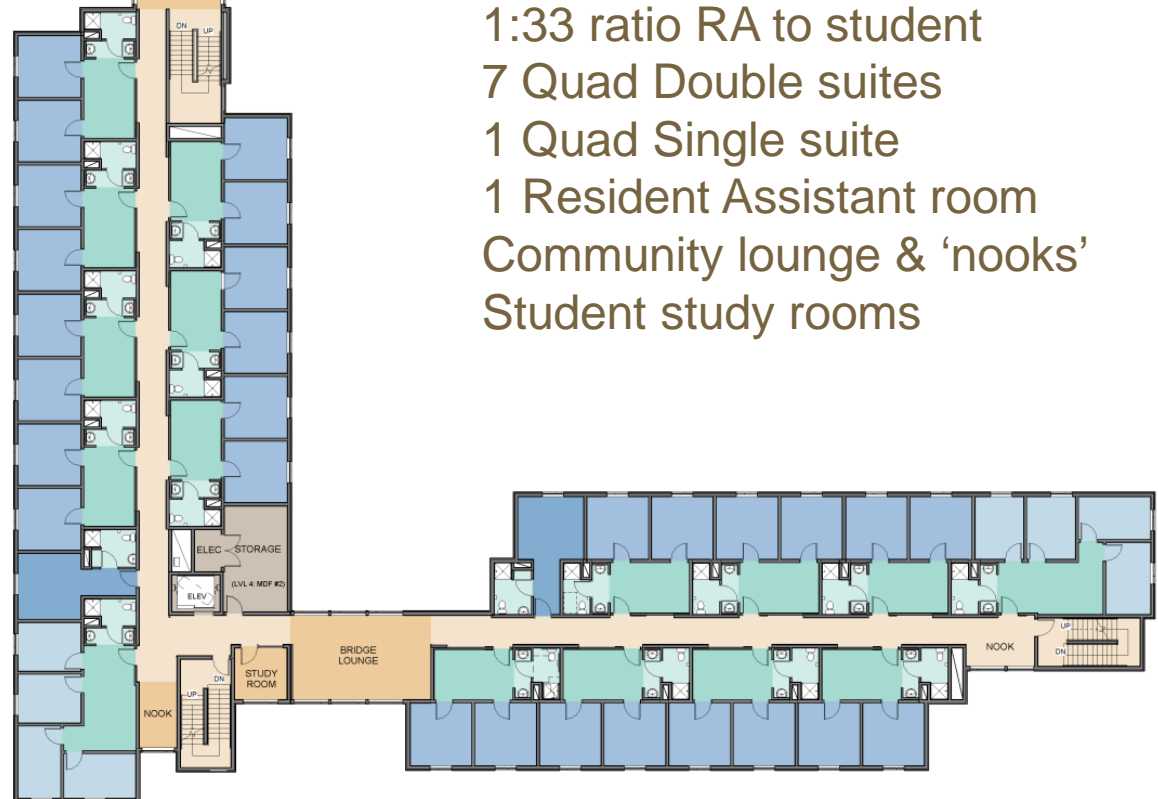 1:33 ratio RA to student
7 Quad Double suites
1 Quad Single suite
1 Resident Assistant room
Community lounge & ‘nooks’
Student study rooms
DN
UP
ELEC
STORAGE
(LVL 4: MDF #2)
ELEV
BRIDGE
LOUNGE
STUDY
ROOM
NOOK
UP
DN
NOOK
UP
DN